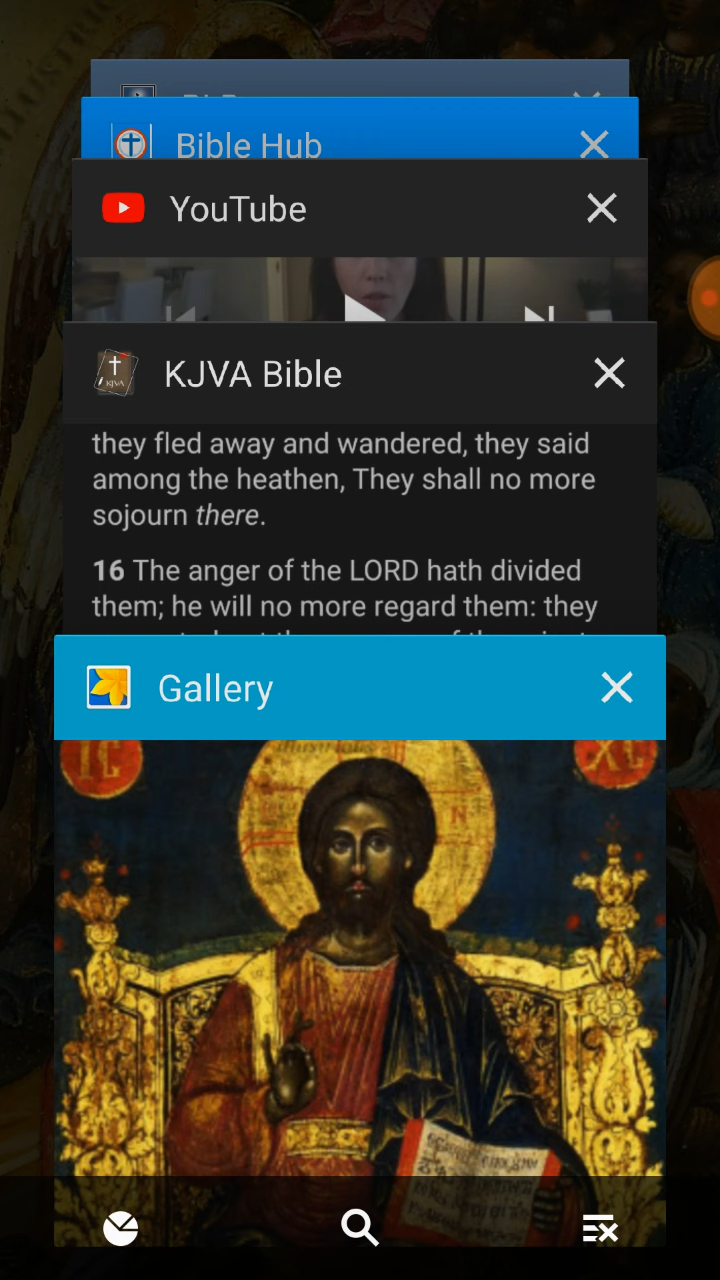 Bible Hub
YouTube
KJVA Bible
they fled away and wandered, they said
among the heathen, They shall no more
sojourn there.
16 The anger of the LORD hath divided
them; he will no more regard them: they
Gallery
IC
XC
N